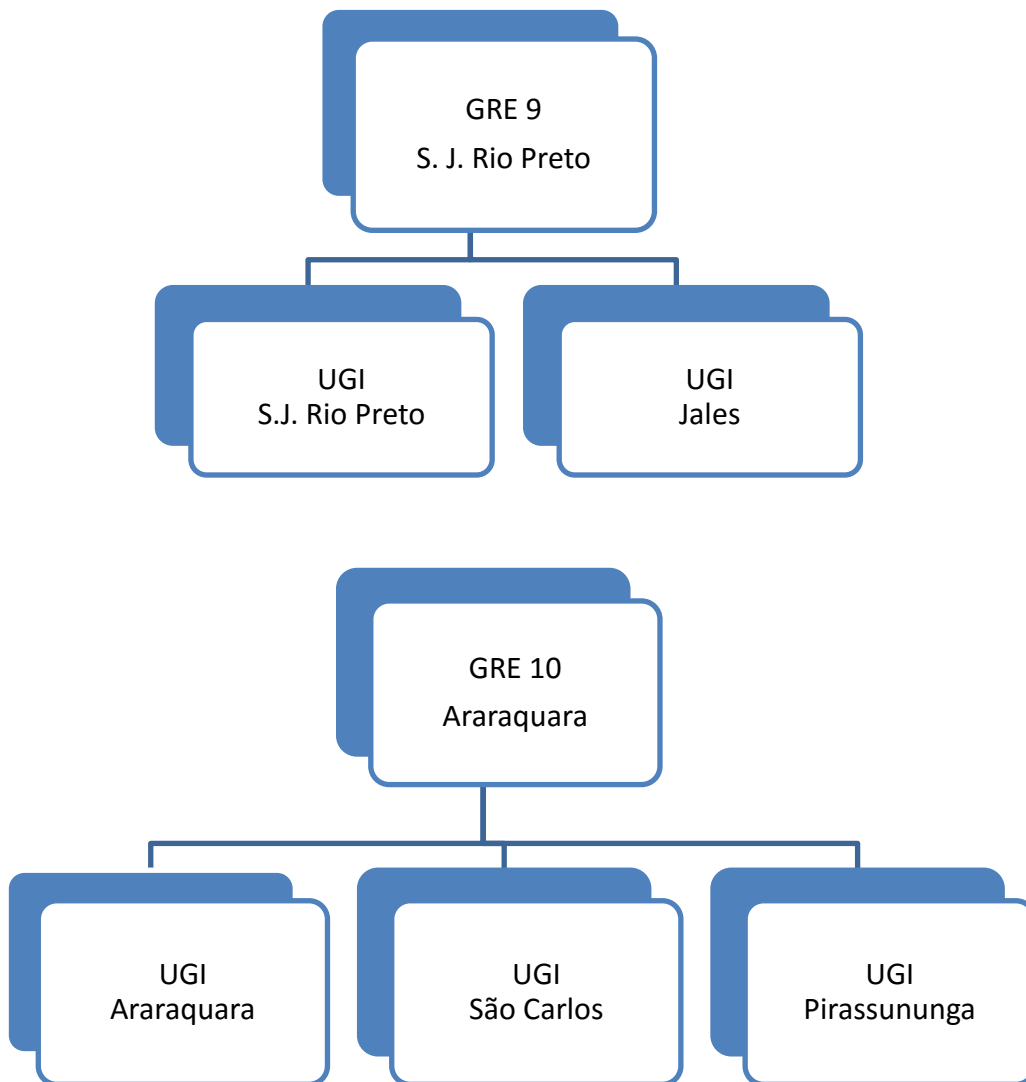 GRE 9
S. J. Rio Preto
UGI
S.J. Rio Preto
UGI
Jales
GRE 10
Araraquara
UGI
Araraquara
UGI
São Carlos
UGI
Pirassununga